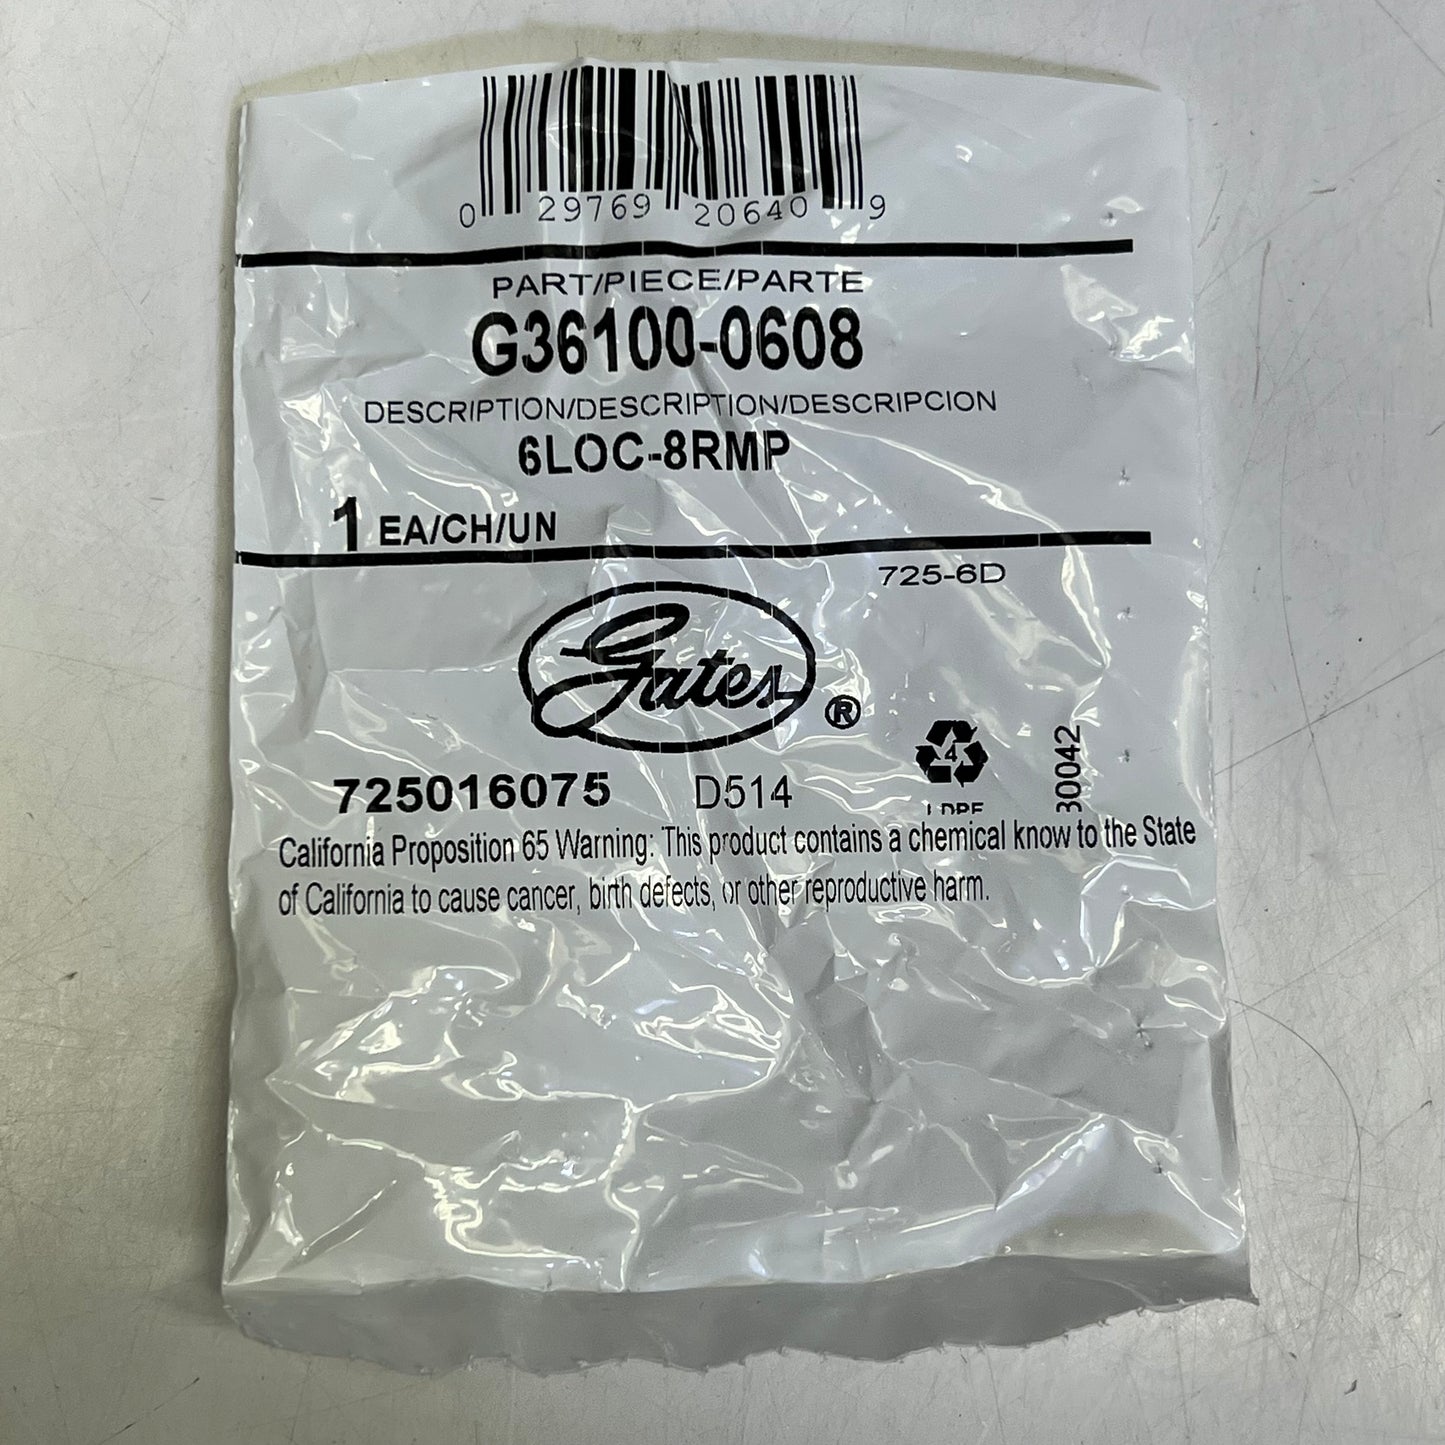 0 29769 20640 9
PART/PIECE/PARTE
G36100-0608
DESCRIPTION/DESCRIPTION/DESCRIPCION
6LOC-8RMP
1 EA/CH/UN
725-6D
Gates ®
4
LDPE
30042
725016075 D514
California Proposition 65 Warning: This product contains a chemical know to the State
of California to cause cancer, birth defects, or other reproductive harm.